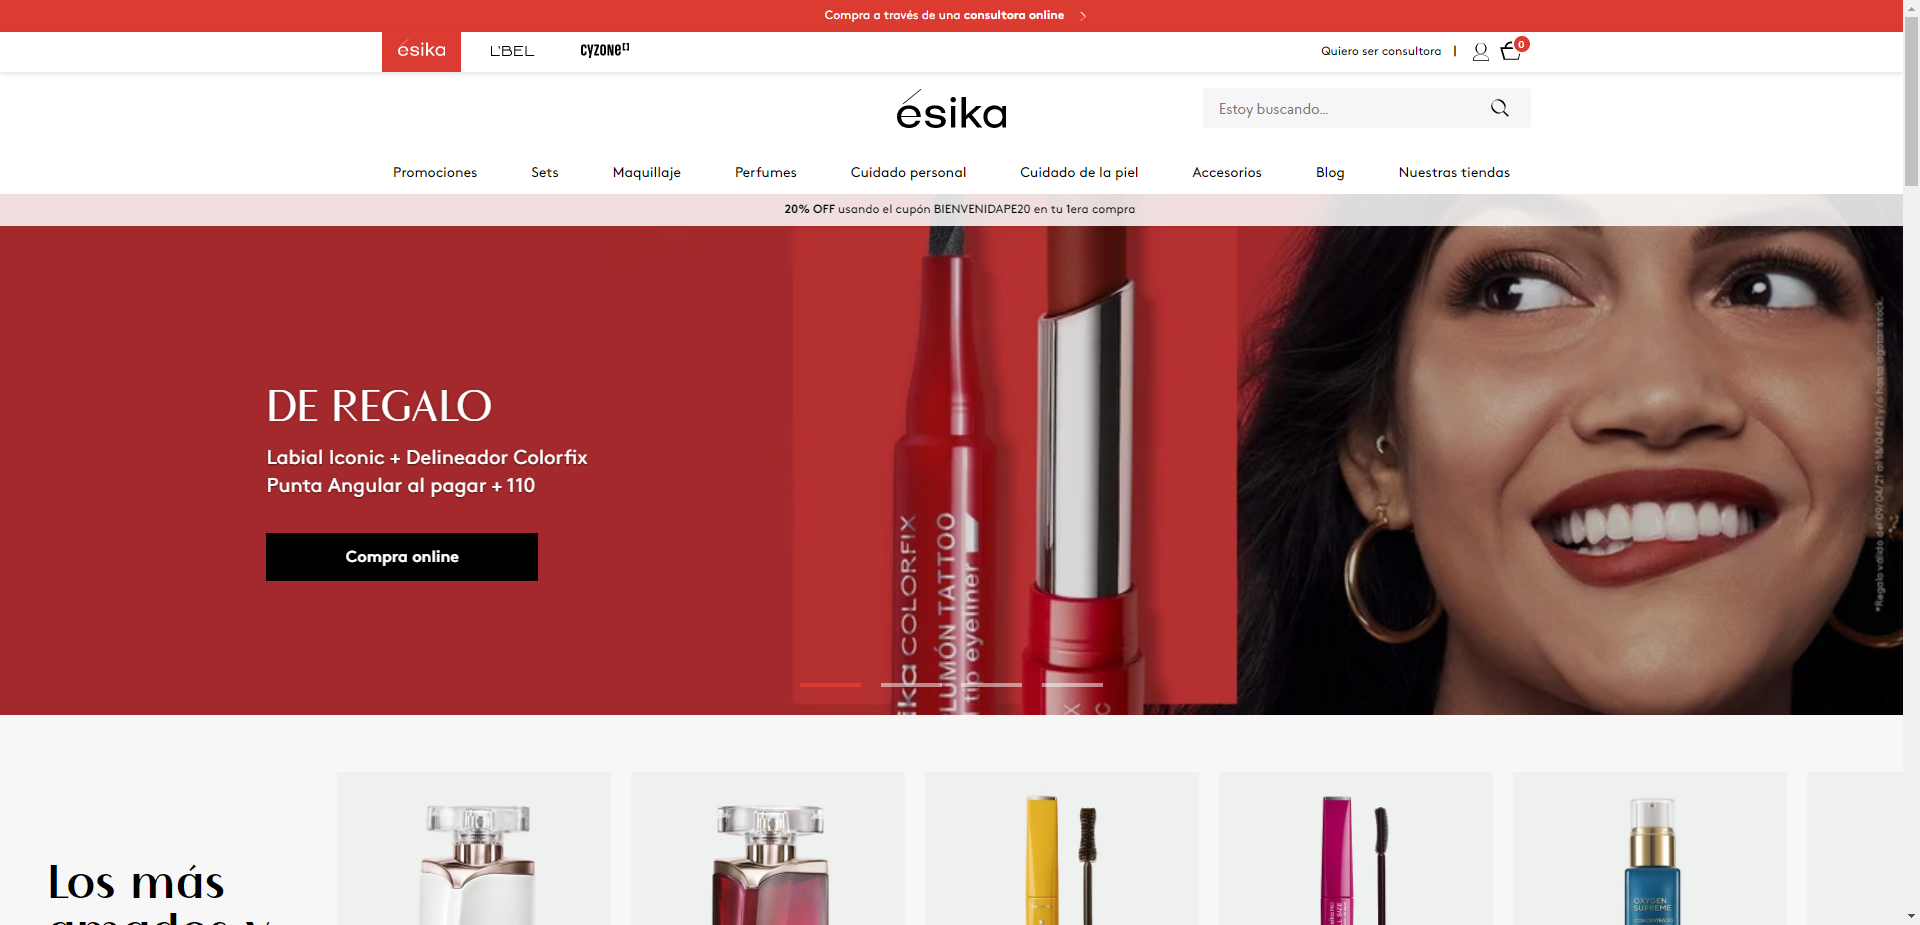 Compra a través de una consultora online
ésika
L'BEL
cyzone
Quiero ser consultora
0
ésika
Estoy buscando...
Promociones
Sets
Maquillaje
Perfumes
Cuidado personal
Cuidado de la piel
Accesorios
Blog
Nuestras tiendas
20% OFF usando el cupón BIENVENIDAPE20 en tu 1era compra
DE REGALO
Labial Iconic + Delineador Colorfix
Punta Angular al pagar + 110
Compra online
ika COLORFIX
LUMÓN TATTOO
tip eyeliner
*Regalo válido del 09/04/21 al 18/04/21 y/o hasta agotar stock.
Los más
amados y
OXYGEN
SUPREME
CONCENTRADO